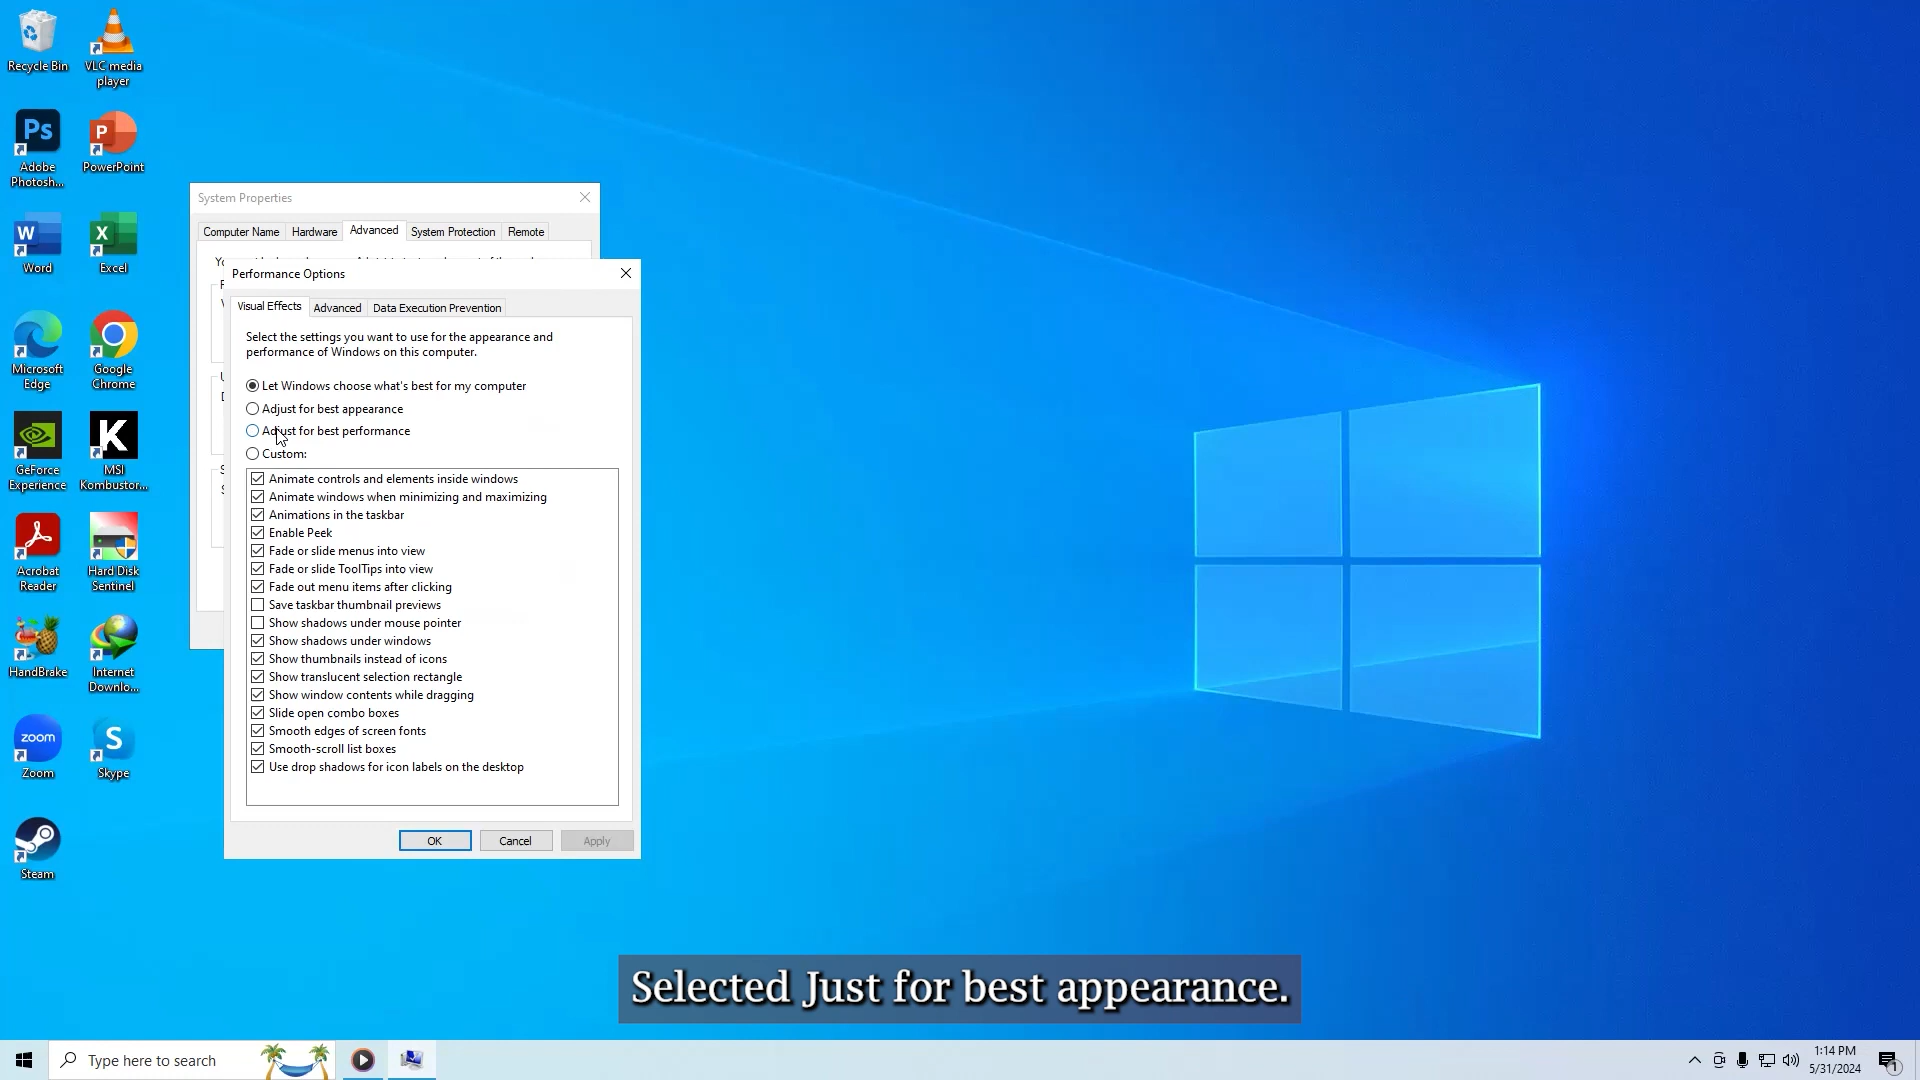 Recycle Bin
VLC media
player
Adobe
Photosh...
PowerPoint
Word
Excel
Microsoft
Edge
Google
Chrome
GeForce
Experience
MSI
Kombustor...
Acrobat
Reader
Hard Disk
Sentinel
HandBrake
Internet
Downlo...
Zoom
Skype
Steam
Ps
P
W
X
K
zoom
S
System Properties
Computer Name
Hardware
Advanced
System Protection
Remote
Performance Options
Visual Effects
Advanced
Data Execution Prevention
Select the settings you want to use for the appearance and
performance of Windows on this computer.
Let Windows choose what's best for my computer
Adjust for best appearance
Adjust for best performance
Custom:
Animate controls and elements inside windows
Animate windows when minimizing and maximizing
Animations in the taskbar
Enable Peek
Fade or slide menus into view
Fade or slide ToolTips into view
Fade out menu items after clicking
Save taskbar thumbnail previews
Show shadows under mouse pointer
Show shadows under windows
Show thumbnails instead of icons
Show translucent selection rectangle
Show window contents while dragging
Slide open combo boxes
Smooth edges of screen fonts
Smooth-scroll list boxes
Use drop shadows for icon labels on the desktop
OK
Cancel
Apply
Selected Just for best appearance.
Type here to search
1:14 PM
5/31/2024
1